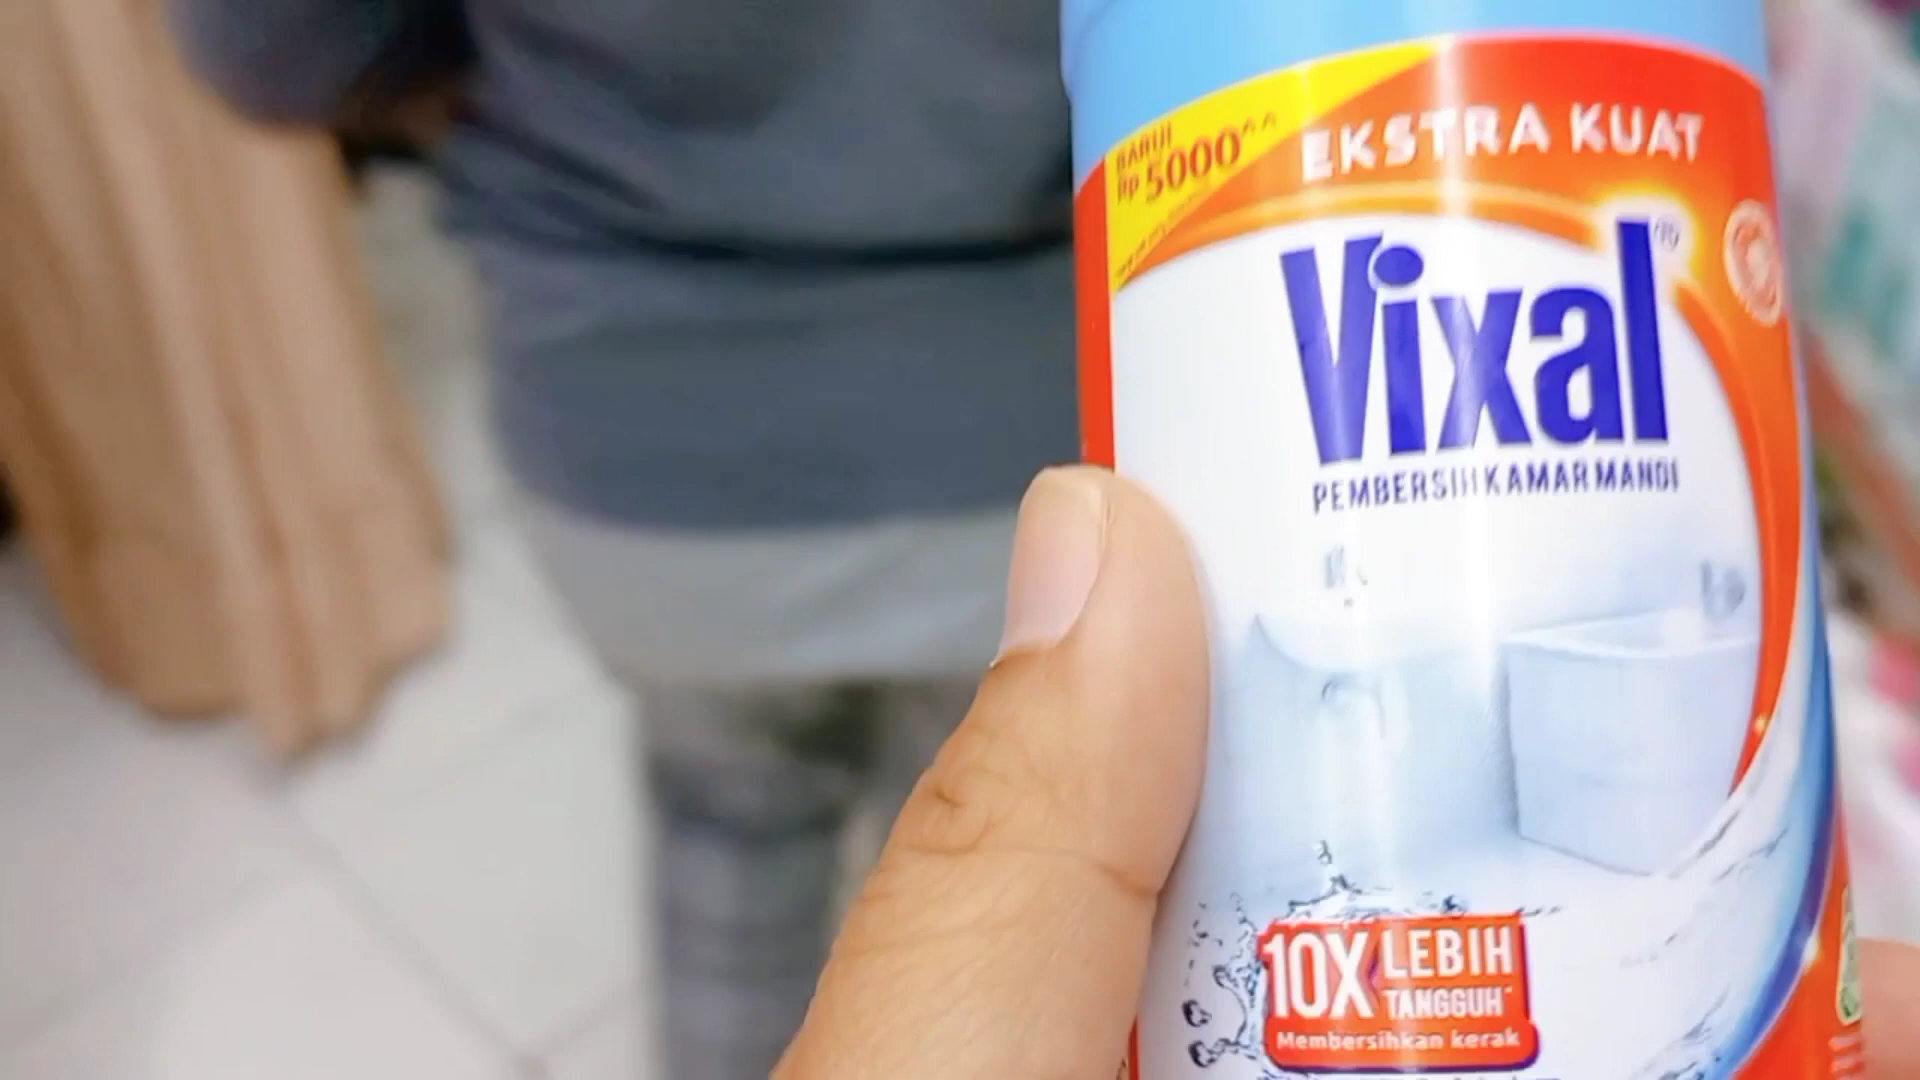 BARU!
Rp 5000^^
EKSTRA KUAT
Vixal®
PEMBERSIH KAMAR MANDI
10X LEBIH
TANGGUH*
Membersihkan kerak